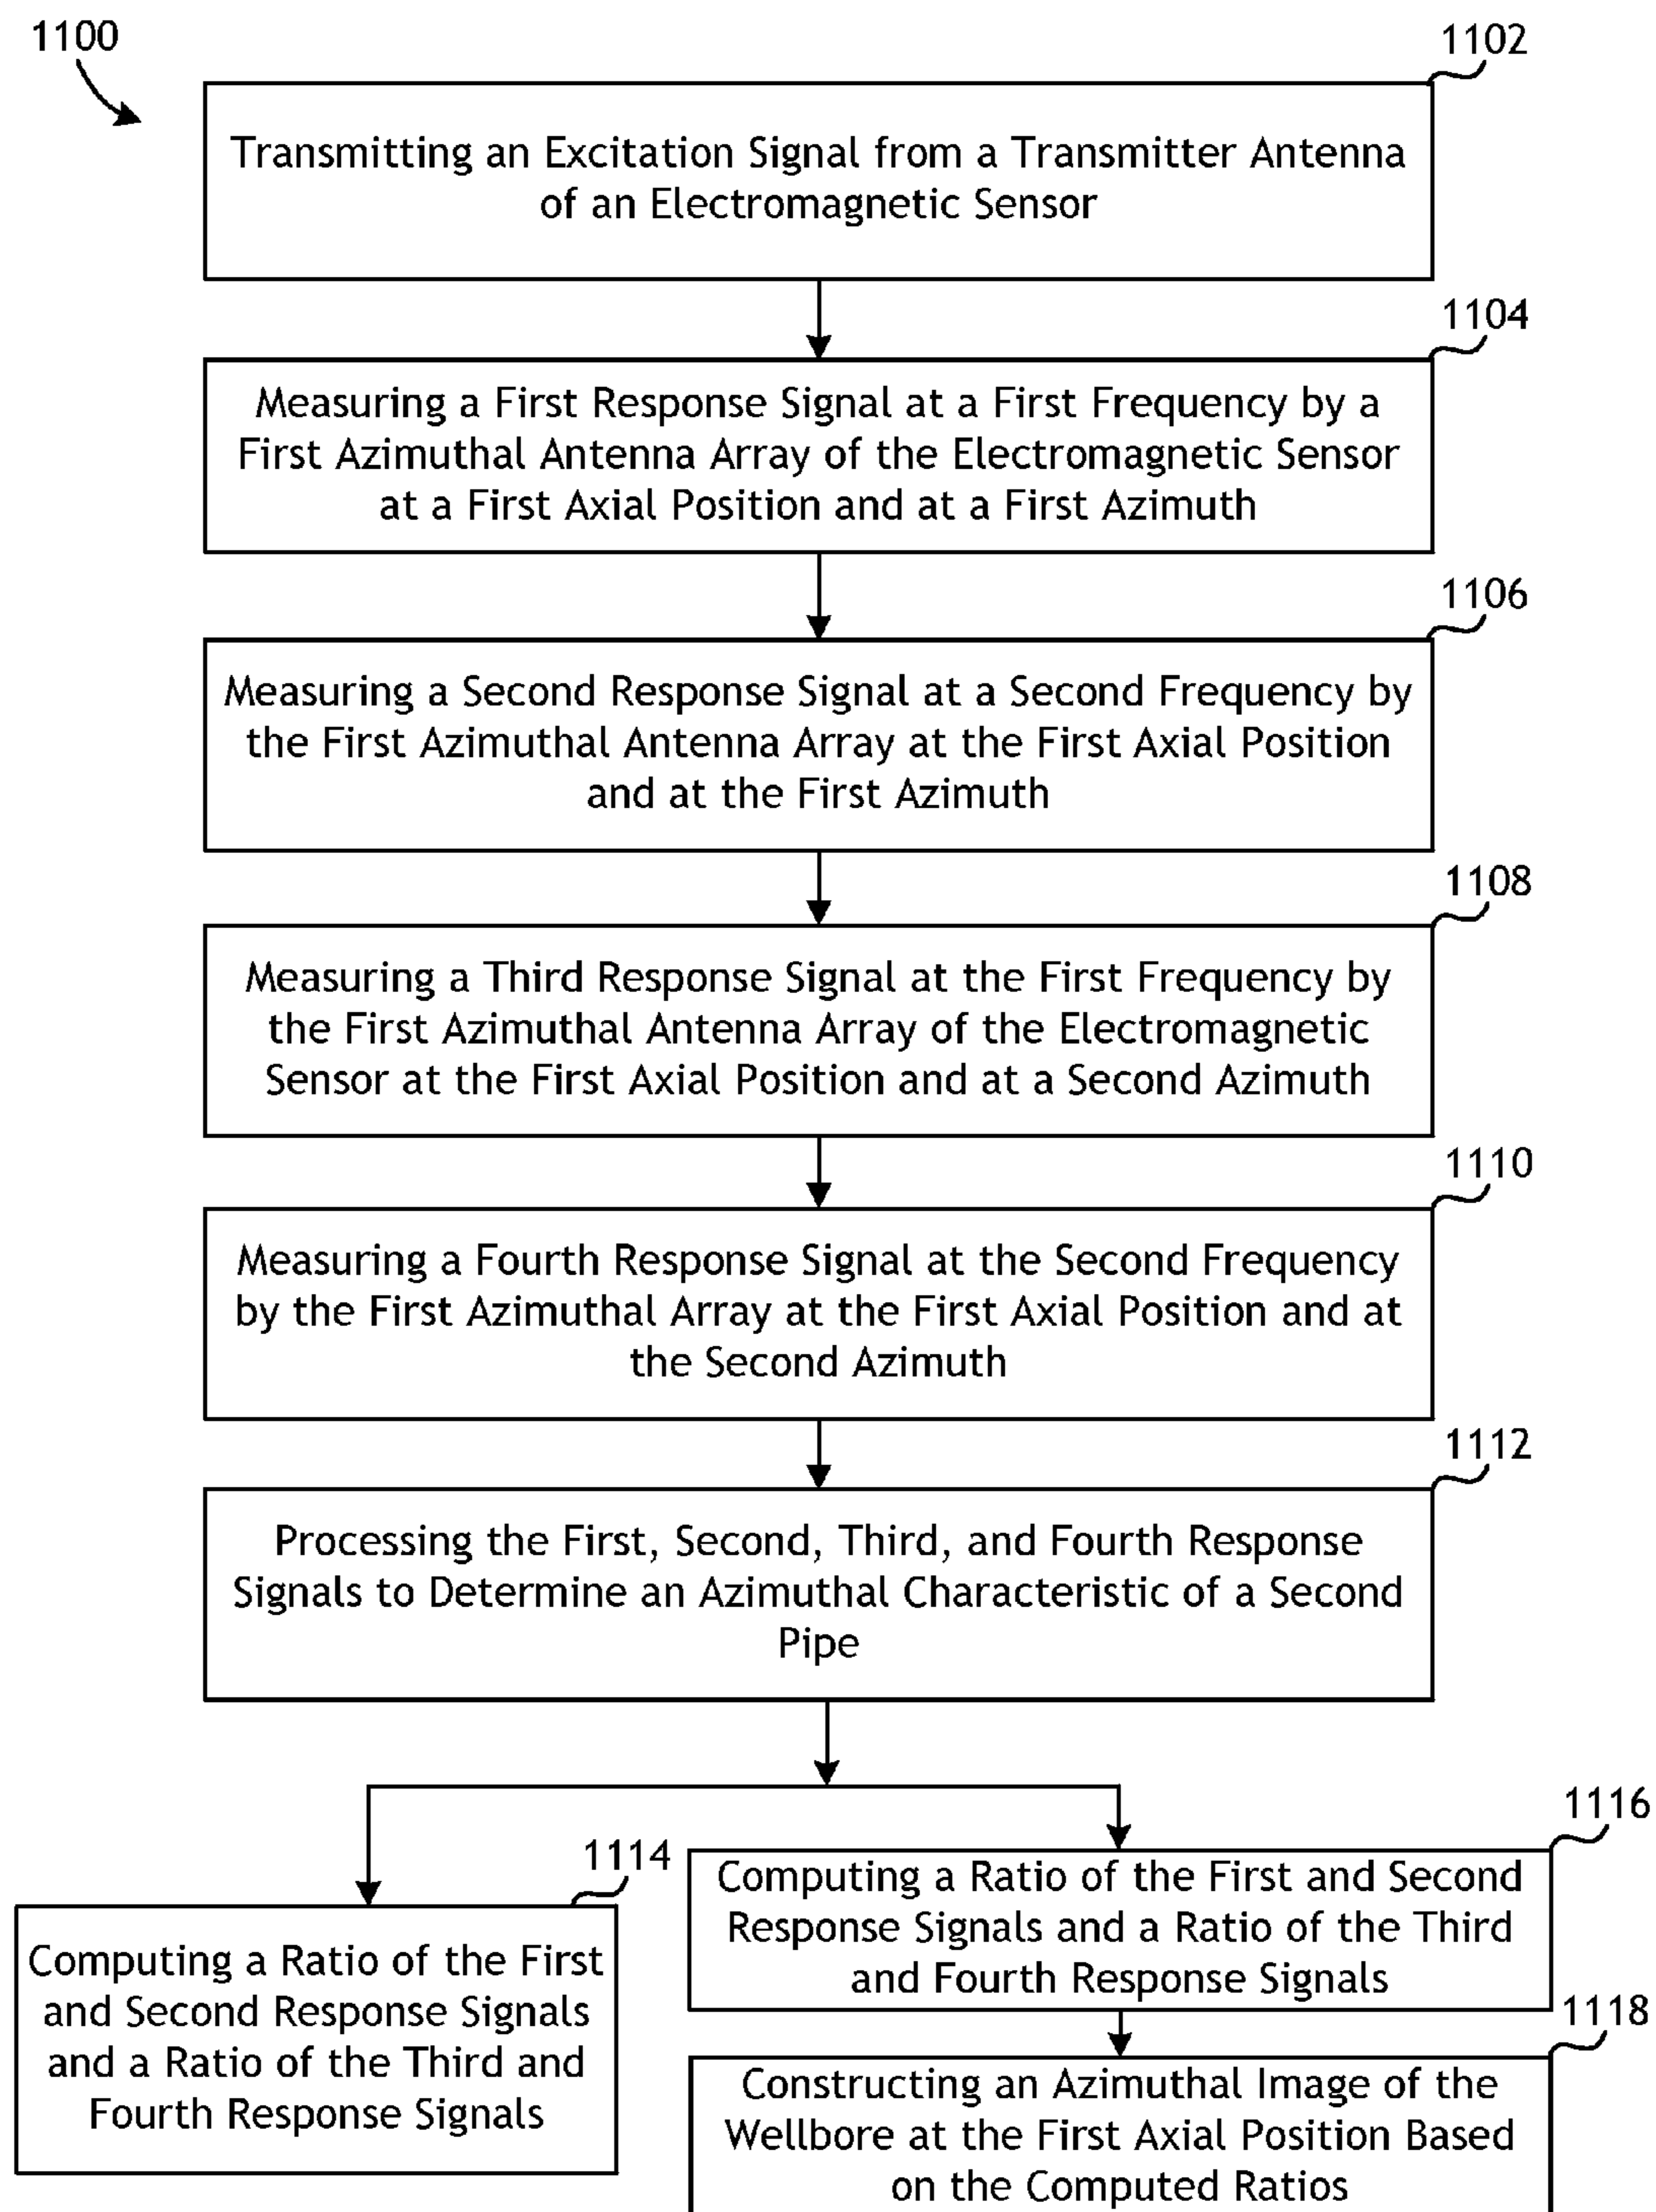 1100
1102
Transmitting an Excitation Signal from a Transmitter Antenna
of an Electromagnetic Sensor
1104
Measuring a First Response Signal at a First Frequency by a
First Azimuthal Antenna Array of the Electromagnetic Sensor
at a First Axial Position and at a First Azimuth
1106
Measuring a Second Response Signal at a Second Frequency by
the First Azimuthal Antenna Array at the First Axial Position
and at the First Azimuth
1108
Measuring a Third Response Signal at the First Frequency by
the First Azimuthal Antenna Array of the Electromagnetic
Sensor at the First Axial Position and at a Second Azimuth
1110
Measuring a Fourth Response Signal at the Second Frequency
by the First Azimuthal Array at the First Axial Position and at
the Second Azimuth
1112
Processing the First, Second, Third, and Fourth Response
Signals to Determine an Azimuthal Characteristic of a Second
Pipe
1114
Computing a Ratio of the First
and Second Response Signals
and a Ratio of the Third and
Fourth Response Signals
1116
Computing a Ratio of the First and Second
Response Signals and a Ratio of the Third
and Fourth Response Signals
1118
Constructing an Azimuthal Image of the
Wellbore at the First Axial Position Based
on the Computed Ratios